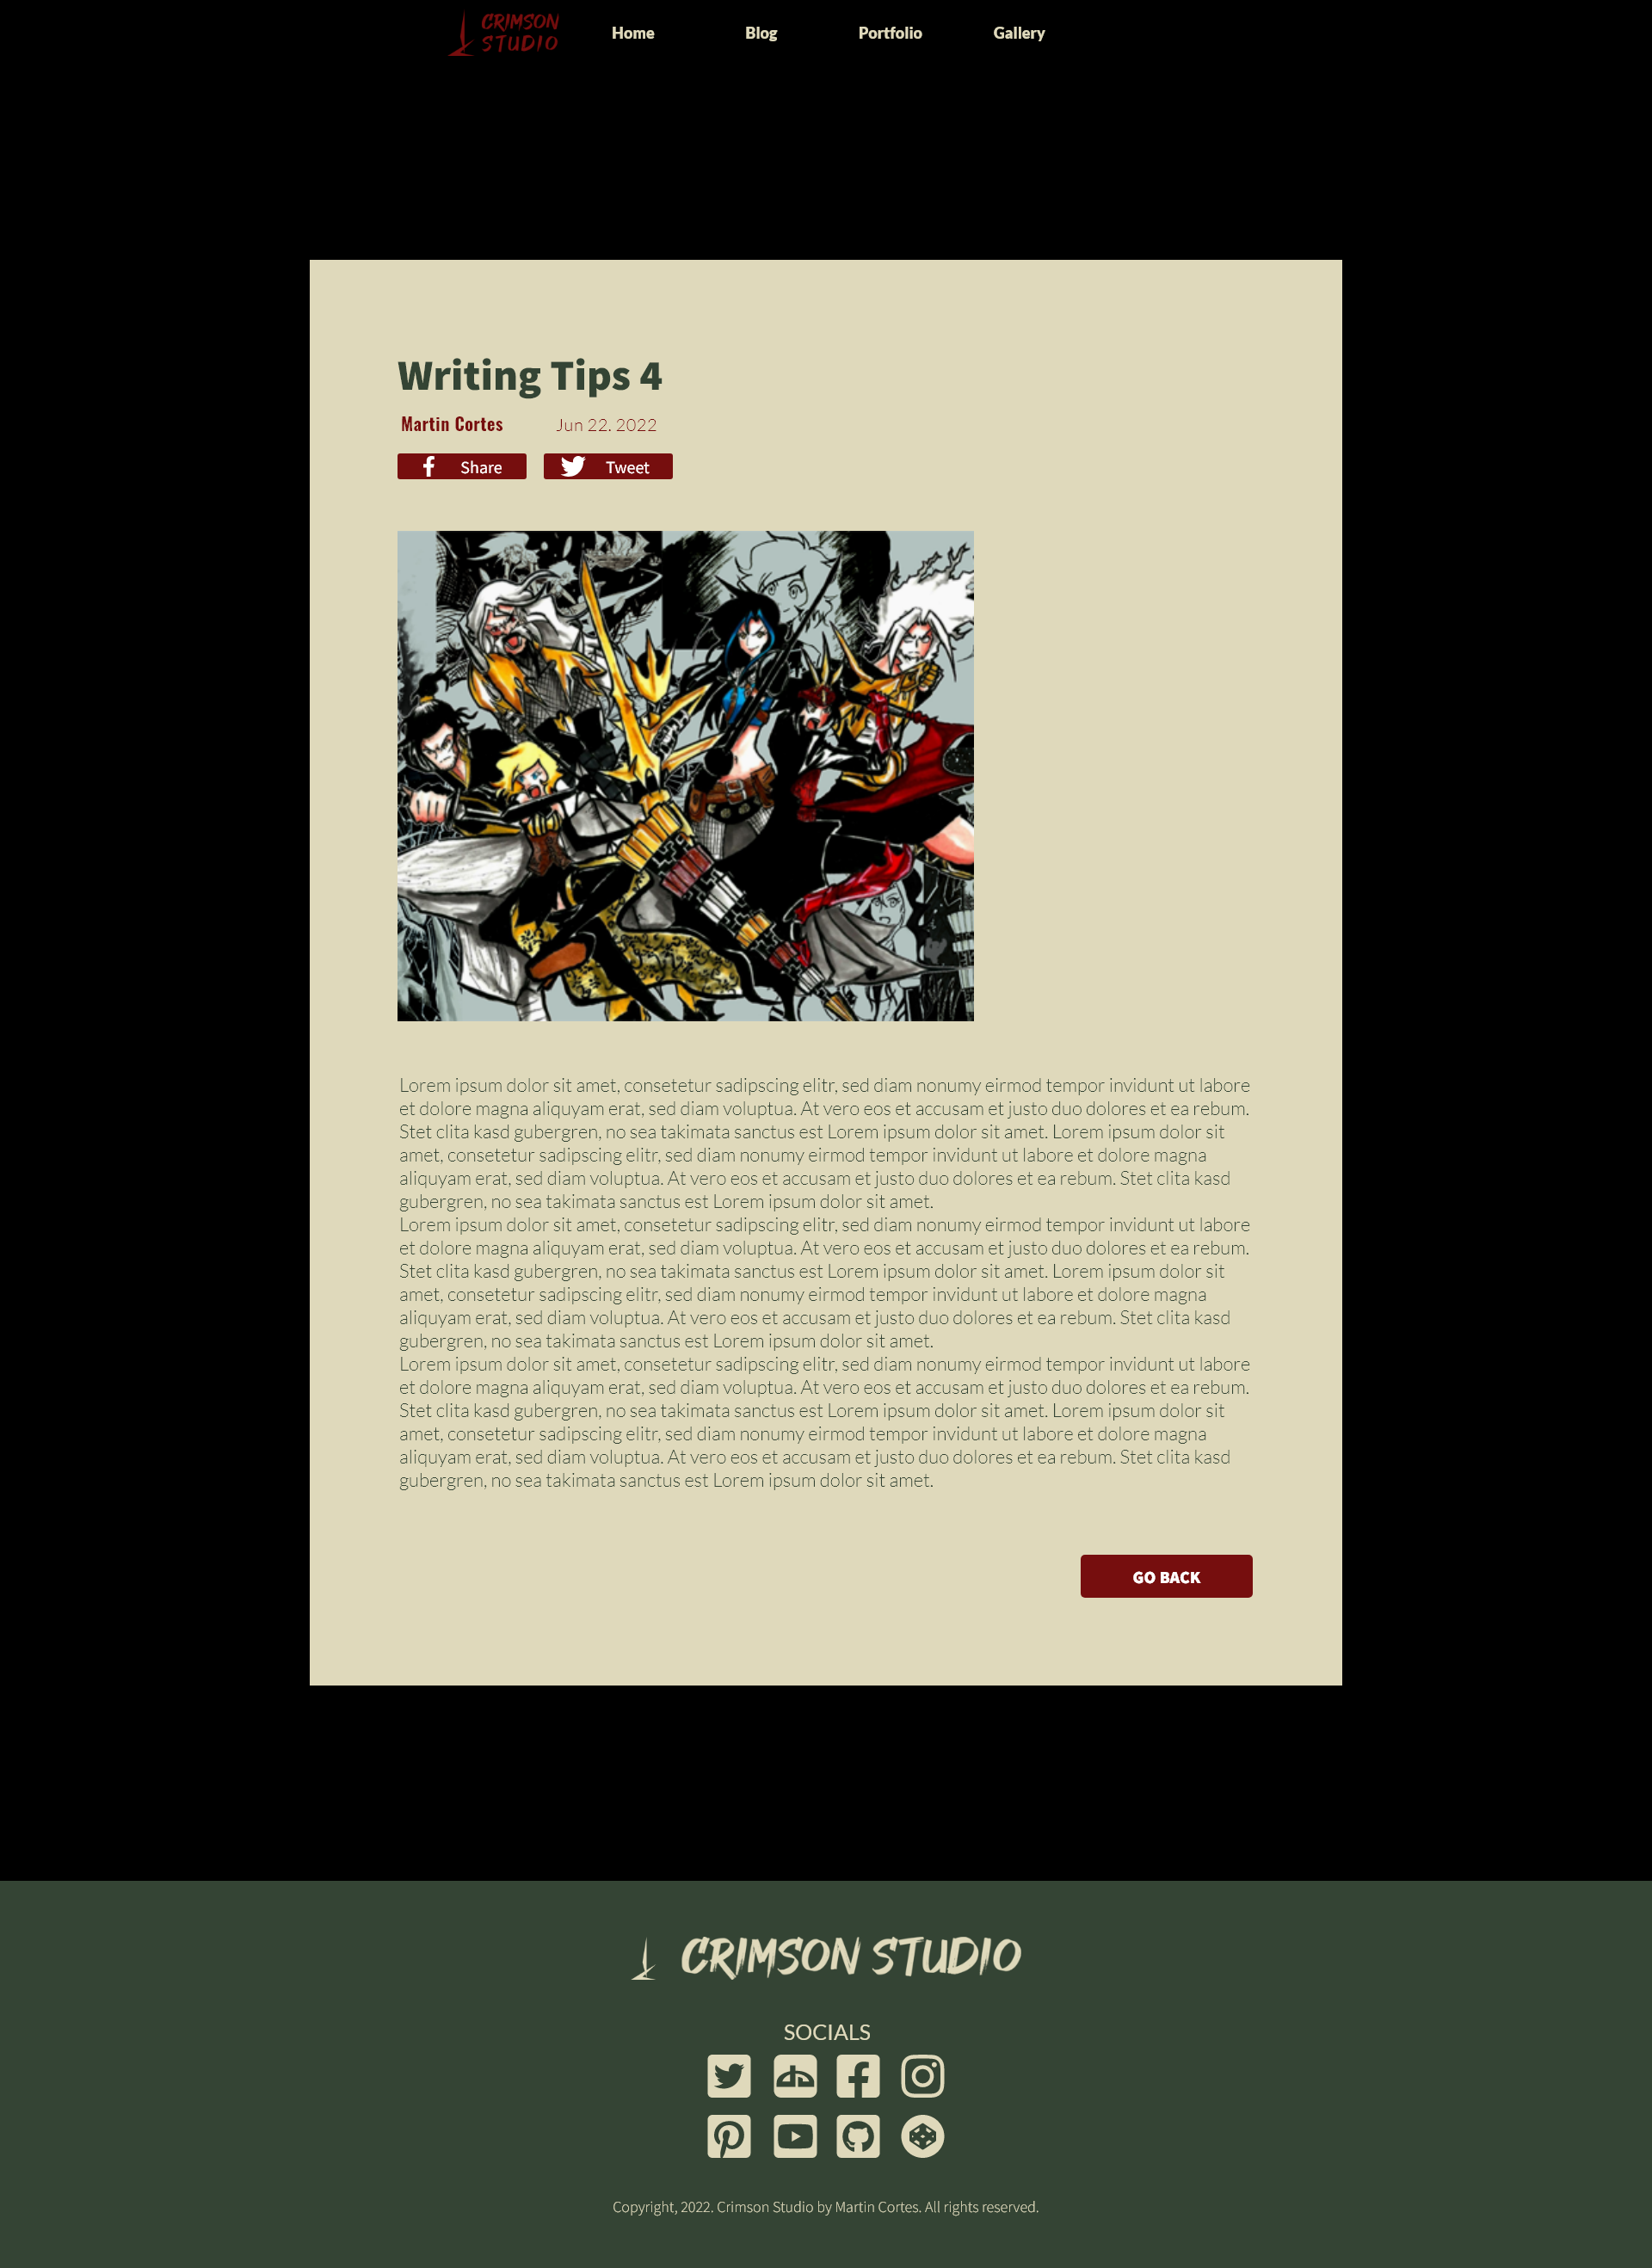 CRIMSON
STUDIO
Home
Blog
Portfolio
Gallery
Writing Tips 4
Martin Cortes
Jun 22. 2022
Share
Tweet
Lorem ipsum dolor sit amet, consetetur sadipscing elitr, sed diam nonumy eirmod tempor invidunt ut labore
et dolore magna aliquyam erat, sed diam voluptua. At vero eos et accusam et justo duo dolores et ea rebum.
Stet clita kasd gubergren, no sea takimata sanctus est Lorem ipsum dolor sit amet. Lorem ipsum dolor sit
amet, consetetur sadipscing elitr, sed diam nonumy eirmod tempor invidunt ut labore et dolore magna
aliquyam erat, sed diam voluptua. At vero eos et accusam et justo duo dolores et ea rebum. Stet clita kasd
gubergren, no sea takimata sanctus est Lorem ipsum dolor sit amet.
Lorem ipsum dolor sit amet, consetetur sadipscing elitr, sed diam nonumy eirmod tempor invidunt ut labore
et dolore magna aliquyam erat, sed diam voluptua. At vero eos et accusam et justo duo dolores et ea rebum.
Stet clita kasd gubergren, no sea takimata sanctus est Lorem ipsum dolor sit amet. Lorem ipsum dolor sit
amet, consetetur sadipscing elitr, sed diam nonumy eirmod tempor invidunt ut labore et dolore magna
aliquyam erat, sed diam voluptua. At vero eos et accusam et justo duo dolores et ea rebum. Stet clita kasd
gubergren, no sea takimata sanctus est Lorem ipsum dolor sit amet.
Lorem ipsum dolor sit amet, consetetur sadipscing elitr, sed diam nonumy eirmod tempor invidunt ut labore
et dolore magna aliquyam erat, sed diam voluptua. At vero eos et accusam et justo duo dolores et ea rebum.
Stet clita kasd gubergren, no sea takimata sanctus est Lorem ipsum dolor sit amet. Lorem ipsum dolor sit
amet, consetetur sadipscing elitr, sed diam nonumy eirmod tempor invidunt ut labore et dolore magna
aliquyam erat, sed diam voluptua. At vero eos et accusam et justo duo dolores et ea rebum. Stet clita kasd
gubergren, no sea takimata sanctus est Lorem ipsum dolor sit amet.
GO BACK
CRIMSON STUDIO
SOCIALS
Copyright, 2022. Crimson Studio by Martin Cortes. All rights reserved.